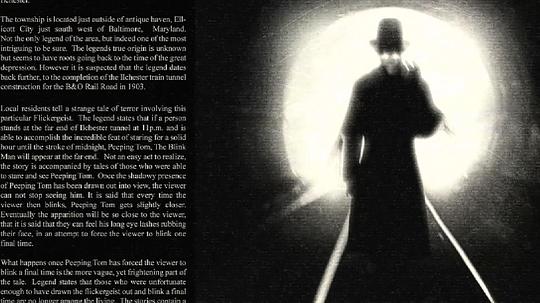 Ilchester.
The township is located just outside of antique haven, Ell-
icott City just south west of Baltimore, Maryland.
Not the only legend of the area, but indeed one of the most
intriguing to be sure. The legends true origin is unknown
but seems to have roots going back to the time of the great
depression. However it is suspected that the legend dates
back further, to the completion of the Ilchester train tunnel
construction for the B&O Rail Road in 1903.
Local residents tell a strange tale of terror involving this
particular Flickergeist. The legend states that if a person
stands at the far end of Ilchester tunnel at 11p.m. and is
able to accomplish the incredible feat of staring for a solid
hour until the stroke of midnight, Peeping Tom, The Blink
Man will appear at the far end. Not an easy act to realize,
the story is accompanied by tales of those who were able
to stare and see Peeping Tom. Once the shadowy presence
of Peeping Tom has been drawn out into view, the viewer
can not stop seeing him. It is said that every time the
viewer then blinks, Peeping Tom gets slightly closer.
Eventually the apparition will be so close to the viewer,
that it is said that they can feel his long eye lashes rubbing
their face, in an attempt to force the viewer to blink one
final time.
What happens once Peeping Tom has forced the viewer to
blink a final time is the more vague, yet frightening part of
the tale. Legend states that those who were unfortunate
enough to have drawn the flickergeist out and blink a final
time are no longer among the living. The stories contain a